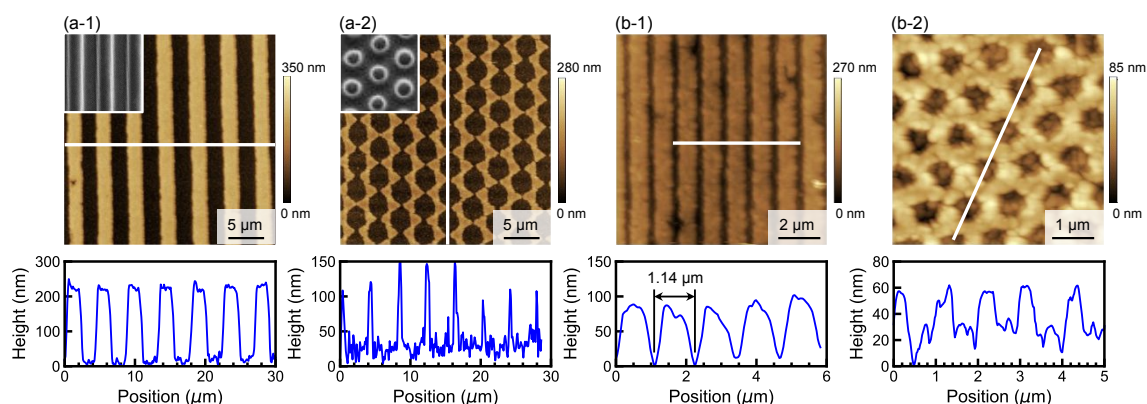 (a-1)
350 nm
0 nm
5 µm
(a-2)
280 nm
0 nm
5 µm
(b-1)
270 nm
0 nm
2 µm
(b-2)
85 nm
0 nm
1 µm
Height (nm)
300
200
100
0
0 10 20 30
Position (µm)
Height (nm)
150
100
50
0
0 10 20 30
Position (µm)
Height (nm)
150
100
50
0
1.14 µm
0 2 4 6
Position (µm)
Height (nm)
80
60
40
20
0
0 1 2 3 4 5
Position (µm)